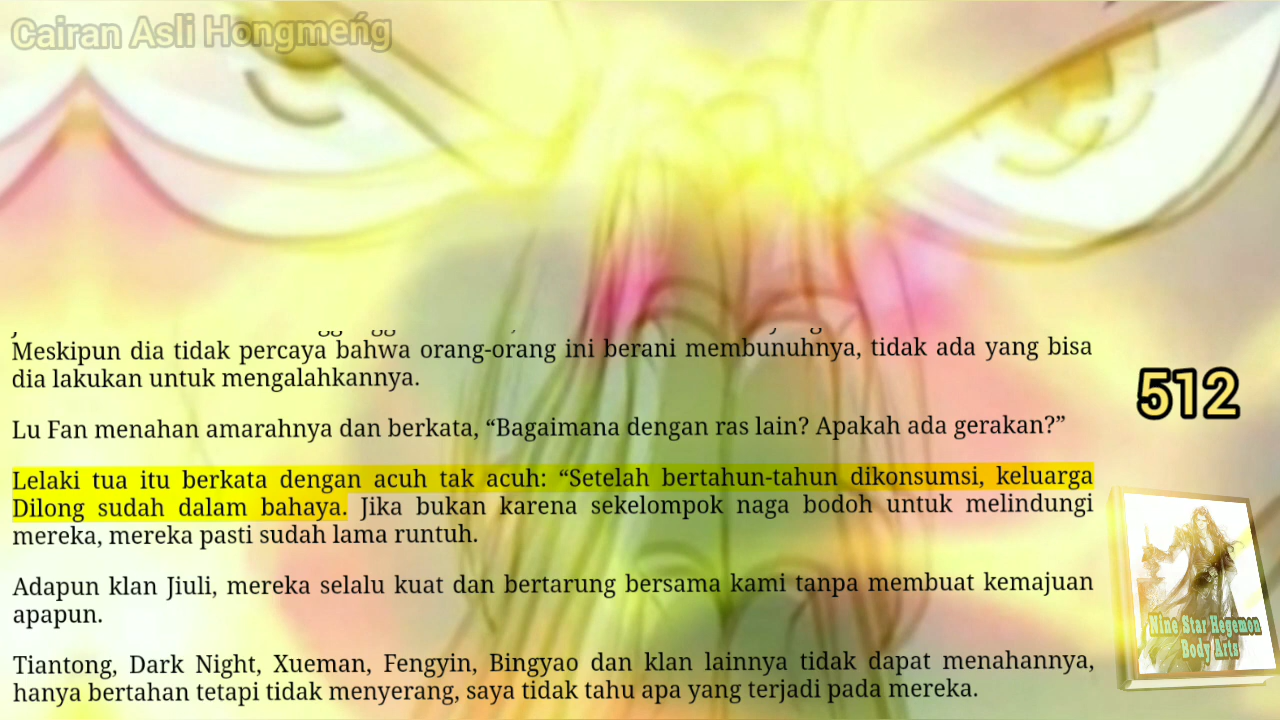 Cairan Asli Hongmeńg
Meskipun dia tidak percaya bahwa orang-orang ini berani membunuhnya, tidak ada yang bisa
dia lakukan untuk mengalahkannya.
Lu Fan menahan amarahnya dan berkata, “Bagaimana dengan ras lain? Apakah ada gerakan?”
512
Lelaki tua itu berkata dengan acuh tak acuh: “Setelah bertahun-tahun dikonsumsi, keluarga
Dilong sudah dalam bahaya. Jika bukan karena sekelompok naga bodoh untuk melindungi
mereka, mereka pasti sudah lama runtuh.
Adapun klan Jiuli, mereka selalu kuat dan bertarung bersama kami tanpa membuat kemajuan
apapun.
Tiantong, Dark Night, Xueman, Fengyin, Bingyao dan klan lainnya tidak dapat menahannya,
hanya bertahan tetapi tidak menyerang, saya tidak tahu apa yang terjadi pada mereka.
Nine Star Hegemon
Body Arts